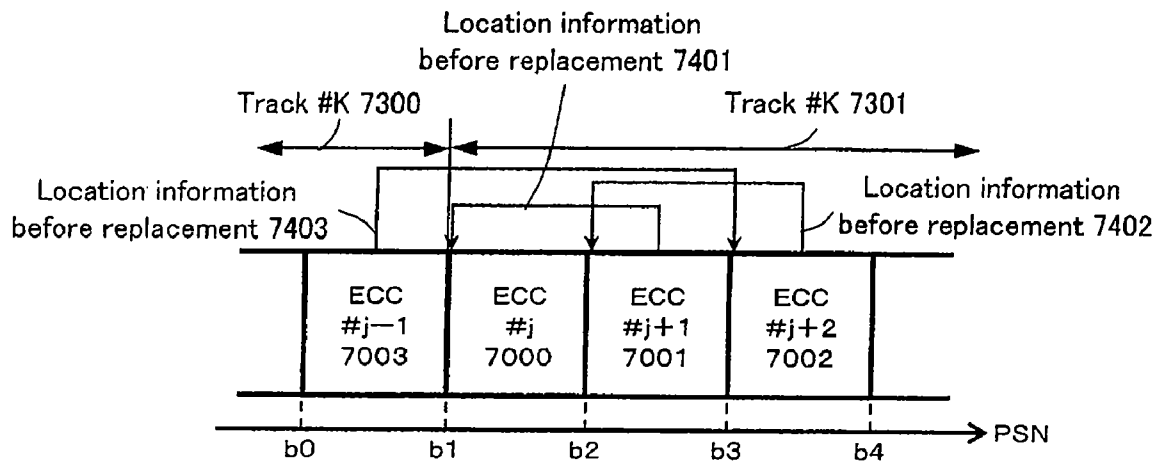 Location information
before replacement 7401
Track #K 7300
Track #K 7301
Location information
before replacement 7403
Location information
before replacement 7402
ECC
#j−1
7003
ECC
#j
7000
ECC
#j+1
7001
ECC
#j+2
7002
b0
b1
b2
b3
b4
PSN